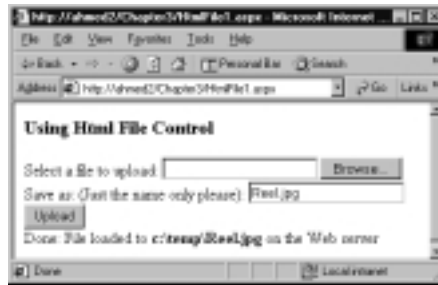 http://ahmed2/Chapter3/HtmlFile1.aspx - Microsoft Internet ...
File Edit View Favorites Tools Help
Back Personal Bar Search
Address http://ahmed2/Chapter3/HtmlFile1.aspx Go Links
Using Html File Control
Select a file to upload: Browse...
Save as: (Just the name only please): Reel.jpg
Upload
Done: File loaded to c:\temp\Reel.jpg on the Web server
Done Local intranet